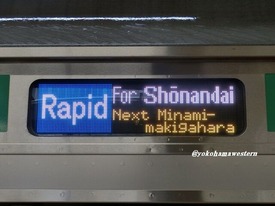 Rapid
For Shōnandai
Next Minami-
makigahara
@yokohamawestern